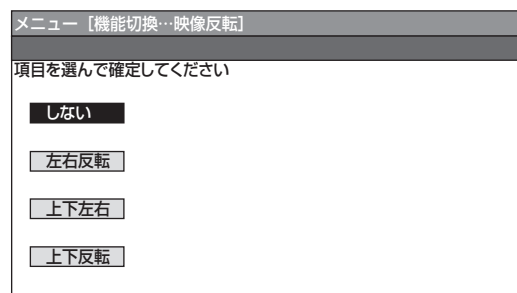 メニュー［機能切換…映像反転］
項目を選んで確定してください
しない
左右反転
上下左右
上下反転